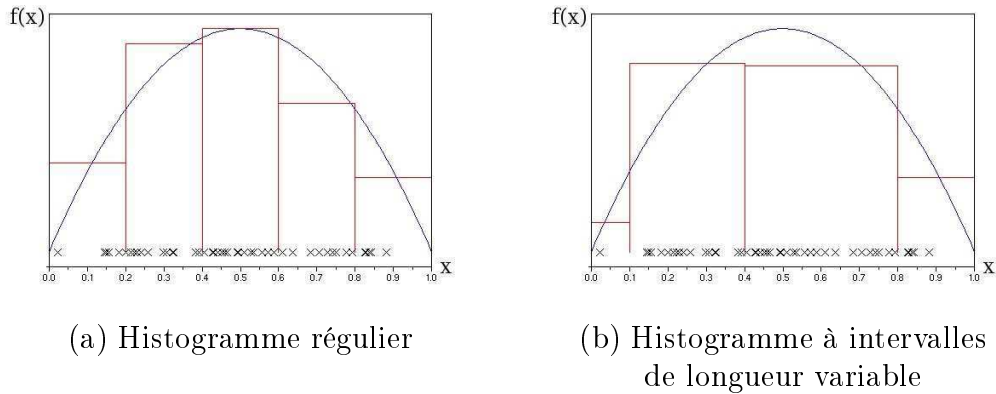 f(x)
x
0.0 0.1 0.2 0.3 0.4 0.5 0.6 0.7 0.8 0.9 1.0
(a) Histogramme régulier
f(x)
x
0.0 0.1 0.2 0.3 0.4 0.5 0.6 0.7 0.8 0.9 1.0
(b) Histogramme à intervalles
de longueur variable